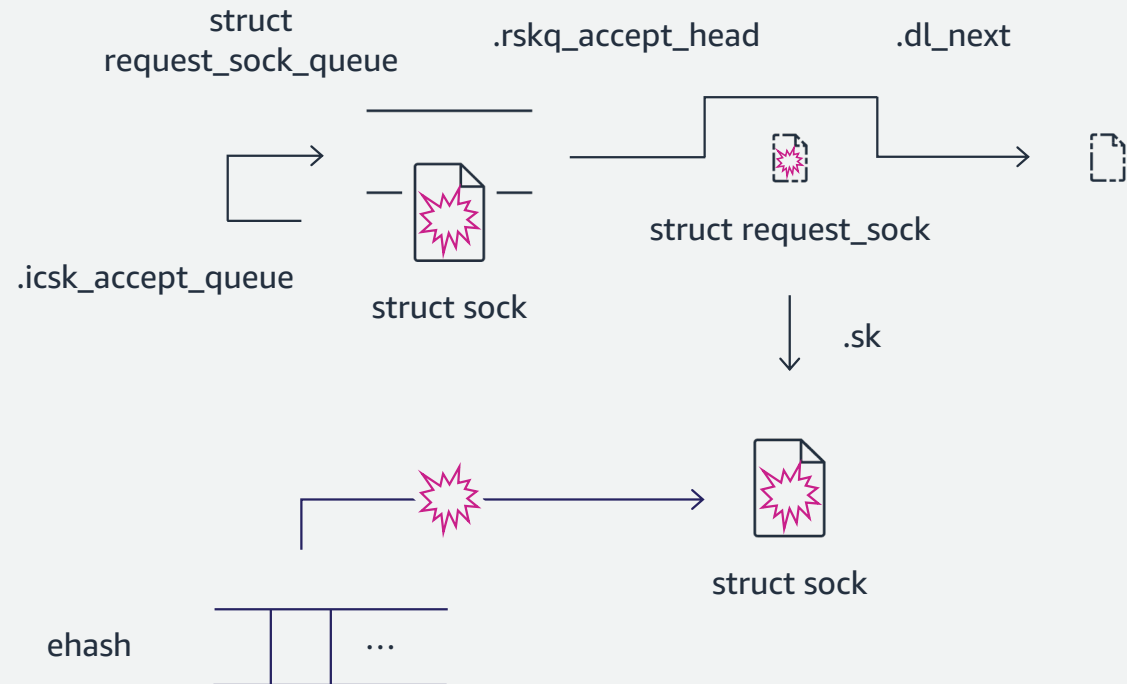 struct
request_sock_queue
.rskq_accept_head
.dl_next
.icsk_accept_queue
struct sock
struct request_sock
.sk
struct sock
ehash
…